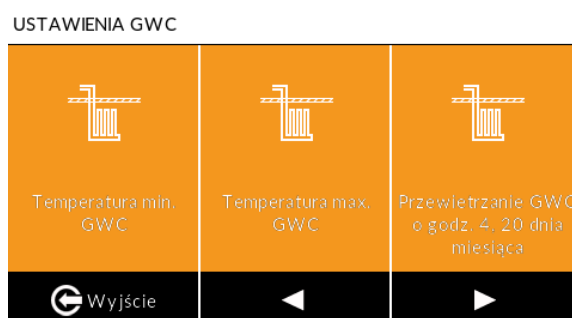 USTAWIENIA GWC
Temperatura min.
GWC
Temperatura max.
GWC
Przewietrzanie GWC
o godz. 4, 20 dnia
miesiąca
Wyjście